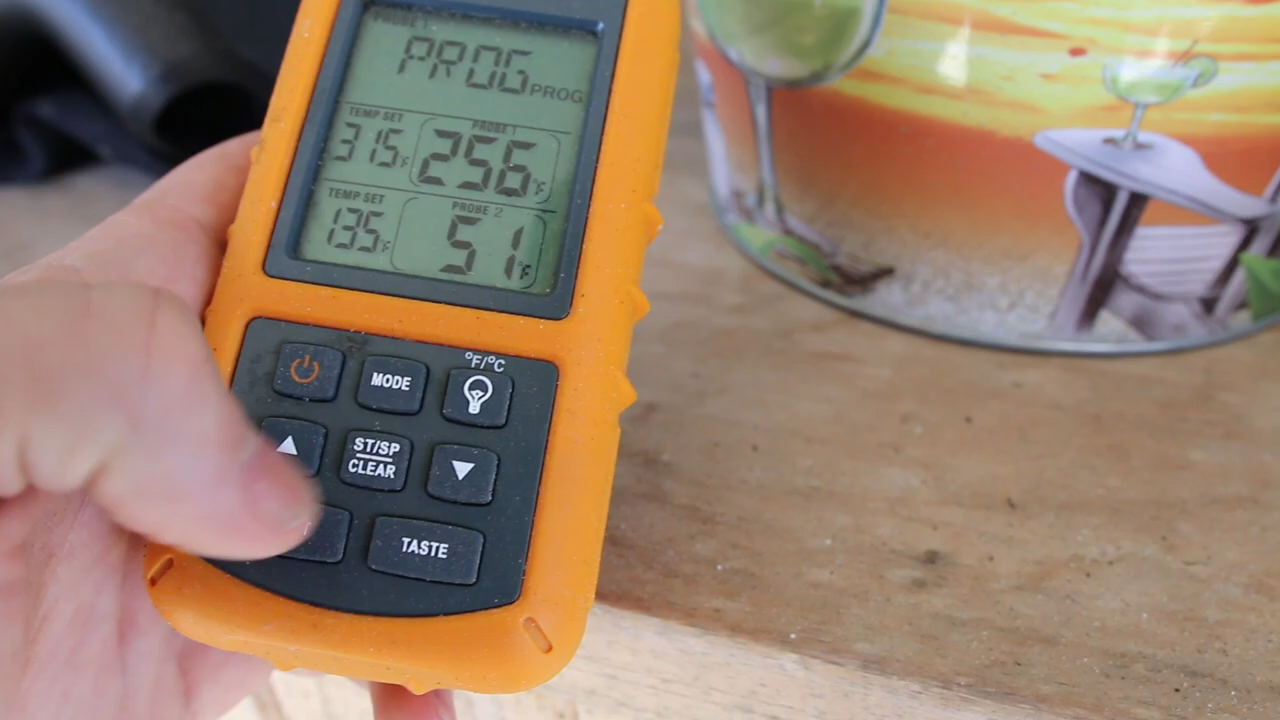 PROBE 1
PROG PROG
TEMP SET PROBE 1
315°F 256°F
TEMP SET PROBE 2
135°F 51°F
°F/°C
MODE
ST/SP
CLEAR
TASTE